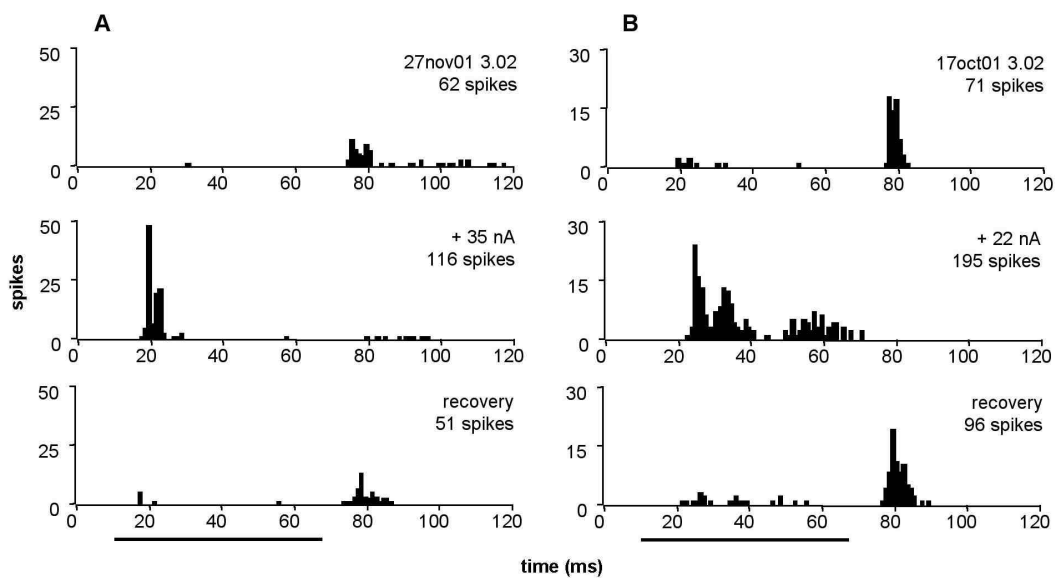 A
B
50
25
0
27nov01 3.02
62 spikes
0 20 40 60 80 100 120
30
15
0
17oct01 3.02
71 spikes
0 20 40 60 80 100 120
50
25
0
+ 35 nA
116 spikes
0 20 40 60 80 100 120
30
15
0
+ 22 nA
195 spikes
0 20 40 60 80 100 120
spikes
50
25
0
recovery
51 spikes
0 20 40 60 80 100 120
30
15
0
recovery
96 spikes
0 20 40 60 80 100 120
time (ms)